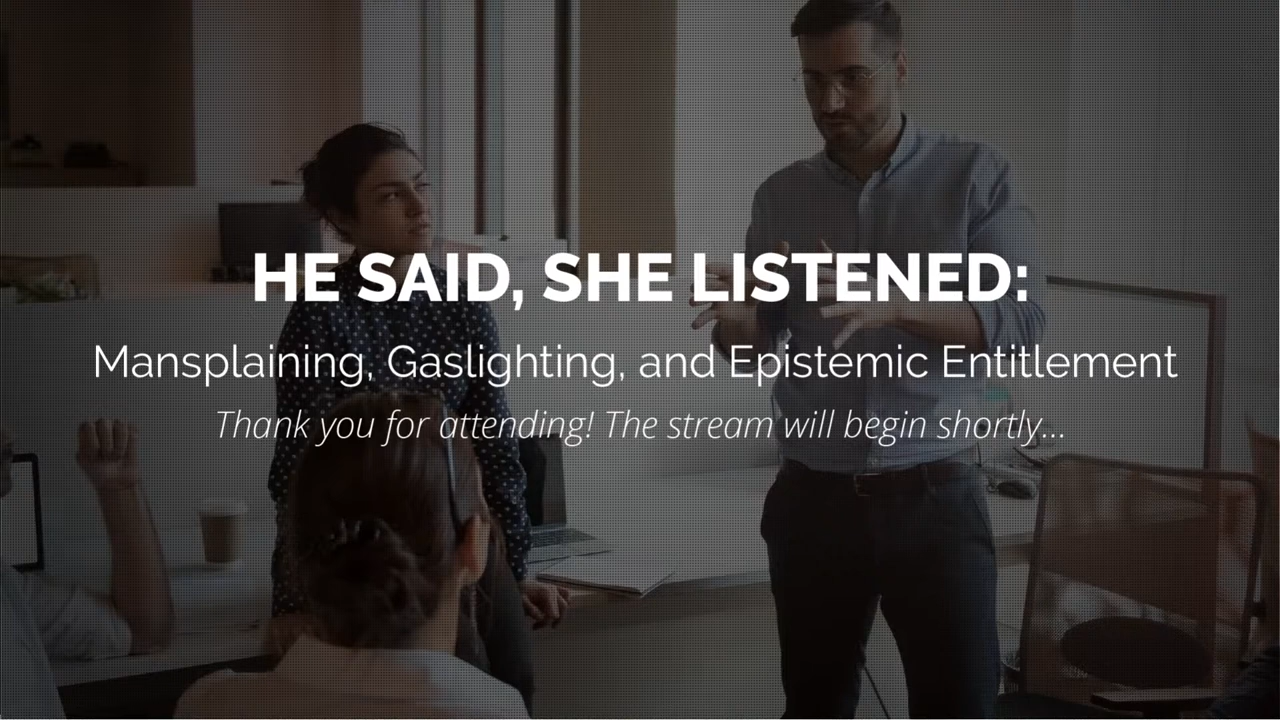 HE SAID, SHE LISTENED:
Mansplaining, Gaslighting, and Epistemic Entitlement
Thank you for attending! The stream will begin shortly...